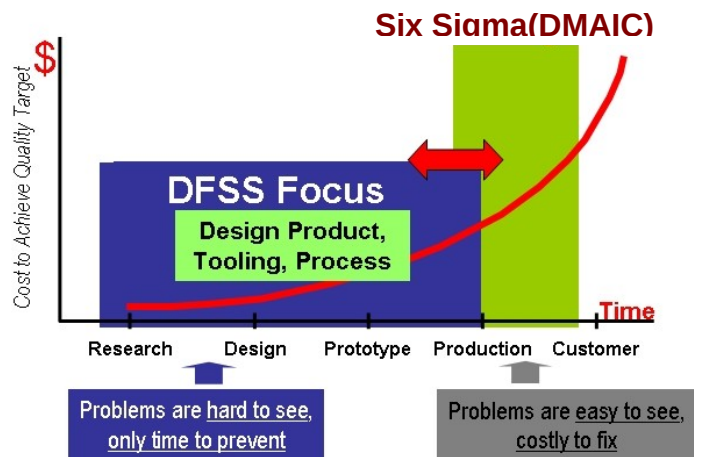 Six Sigma(DMAIC)
$
Cost to Achieve Quality Target
DFSS Focus
Design Product,
Tooling, Process
Time
Research Design Prototype Production Customer
Problems are hard to see,
only time to prevent
Problems are easy to see,
costly to fix